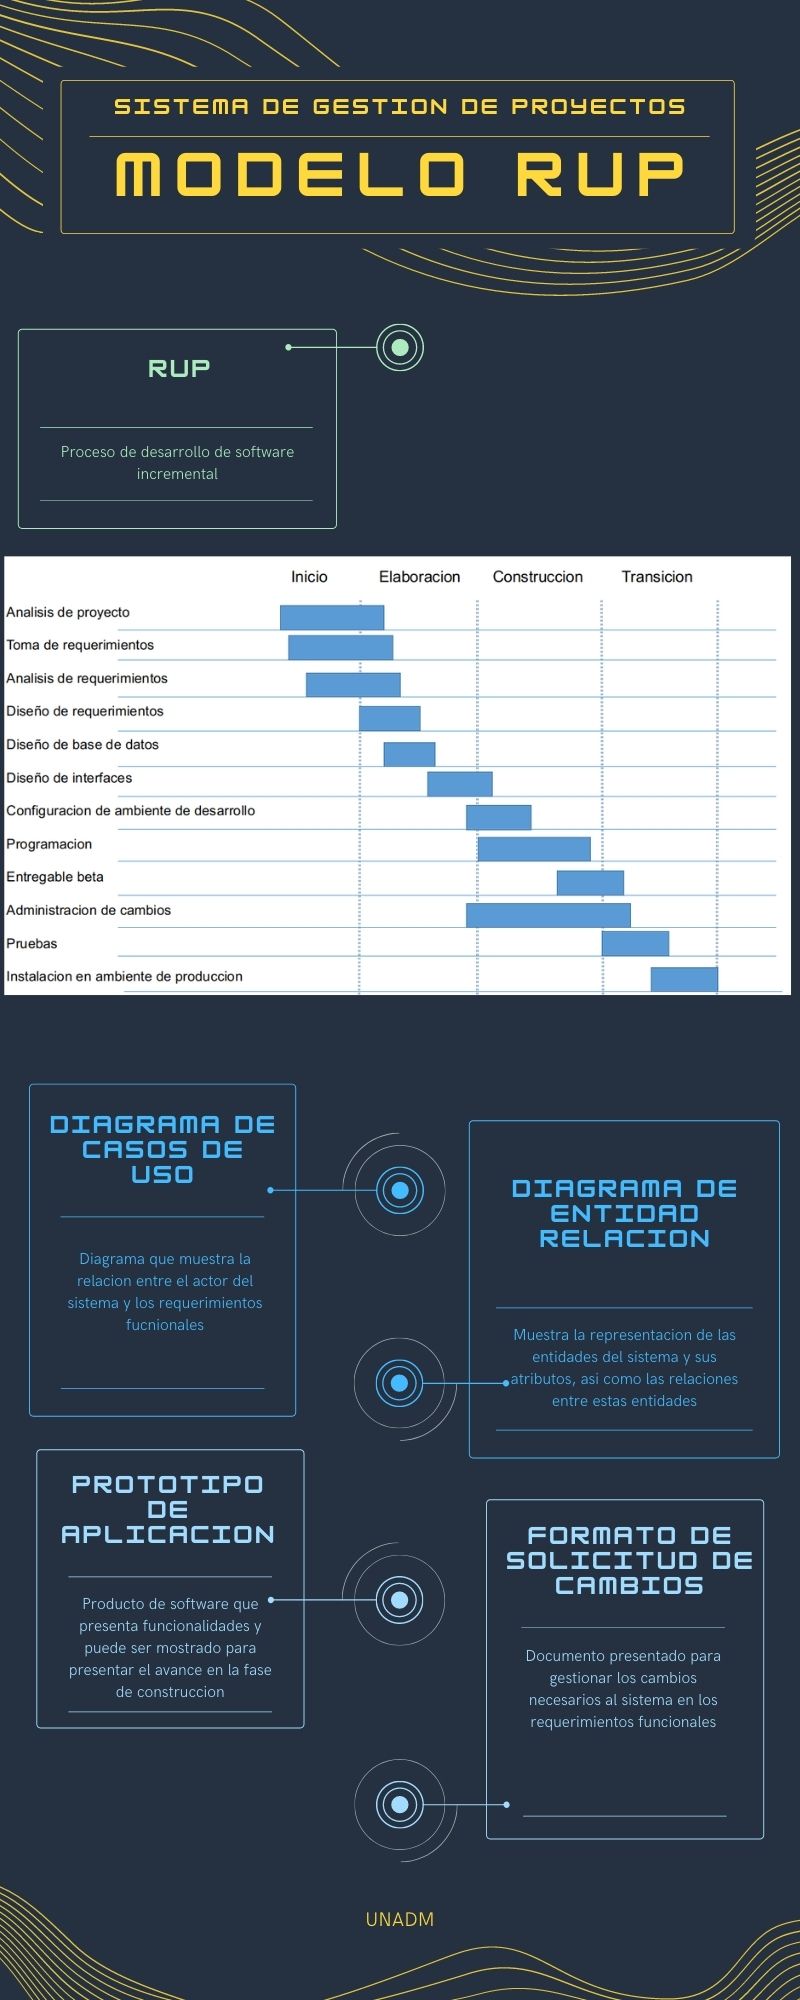 SISTEMA DE GESTION DE PROYECTOS
MODELO RUP
RUP
Proceso de desarrollo de software
incremental
Inicio Elaboracion Construccion Transicion
Analisis de proyecto
Toma de requerimientos
Analisis de requerimientos
Diseño de requerimientos
Diseño de base de datos
Diseño de interfaces
Configuracion de ambiente de desarrollo
Programacion
Entregable beta
Administracion de cambios
Pruebas
Instalacion en ambiente de produccion
DIAGRAMA DE
CASOS DE
USO
Diagrama que muestra la
relacion entre el actor del
sistema y los requerimientos
fucnionales
DIAGRAMA DE
ENTIDAD
RELACION
Muestra la representacion de las
entidades del sistema y sus
atributos, asi como las relaciones
entre estas entidades
PROTOTIPO
DE
APLICACION
Producto de software que
presenta funcionalidades y
puede ser mostrado para
presentar el avance en la fase
de construccion
FORMATO DE
SOLICITUD DE
CAMBIOS
Documento presentado para
gestionar los cambios
necesarios al sistema en los
requerimientos funcionales
UNADM